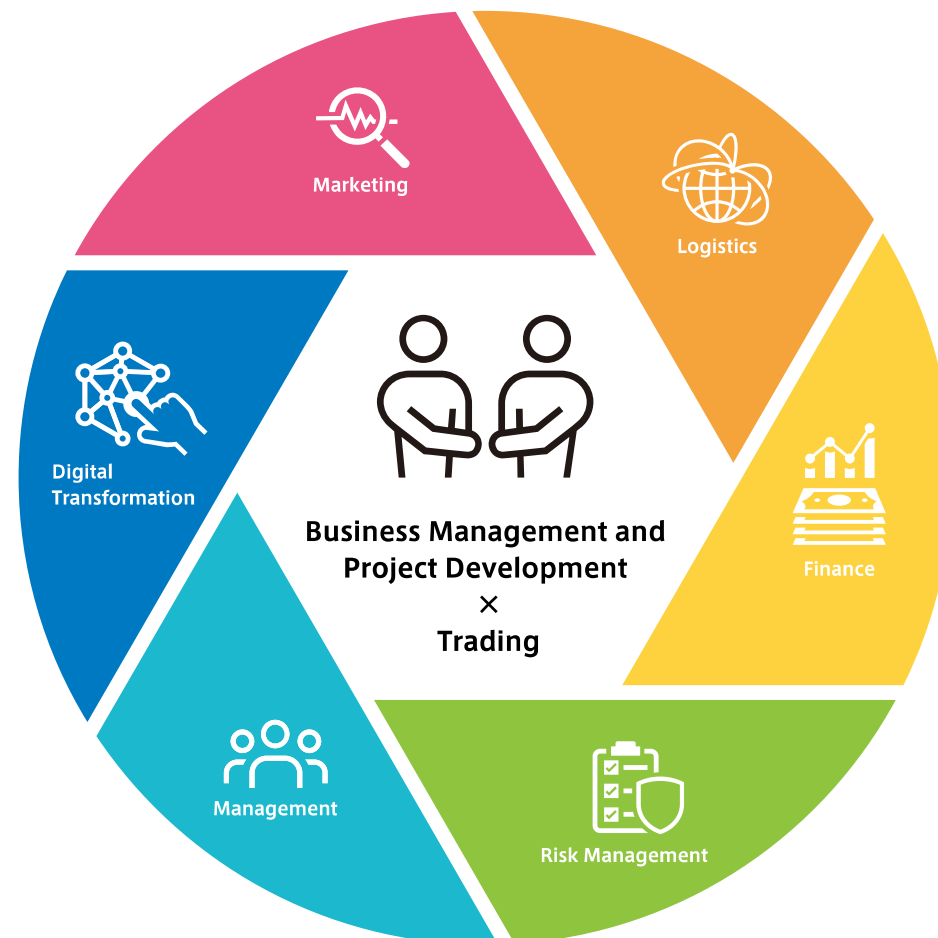 Marketing
Logistics
Digital
Transformation
Business Management and
Project Development
×
Trading
Finance
Management
Risk Management